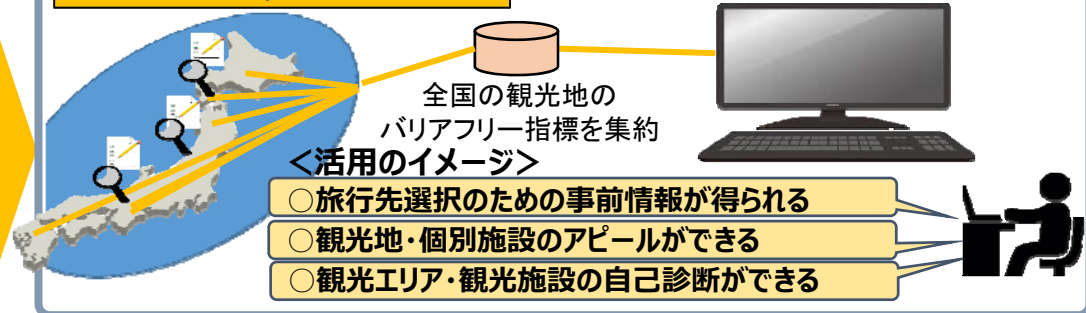 全国の観光地の
バリアフリー指標を集約
＜活用のイメージ＞
○旅行先選択のための事前情報が得られる
○観光地・個別施設のアピールができる
○観光エリア・観光施設の自己診断ができる